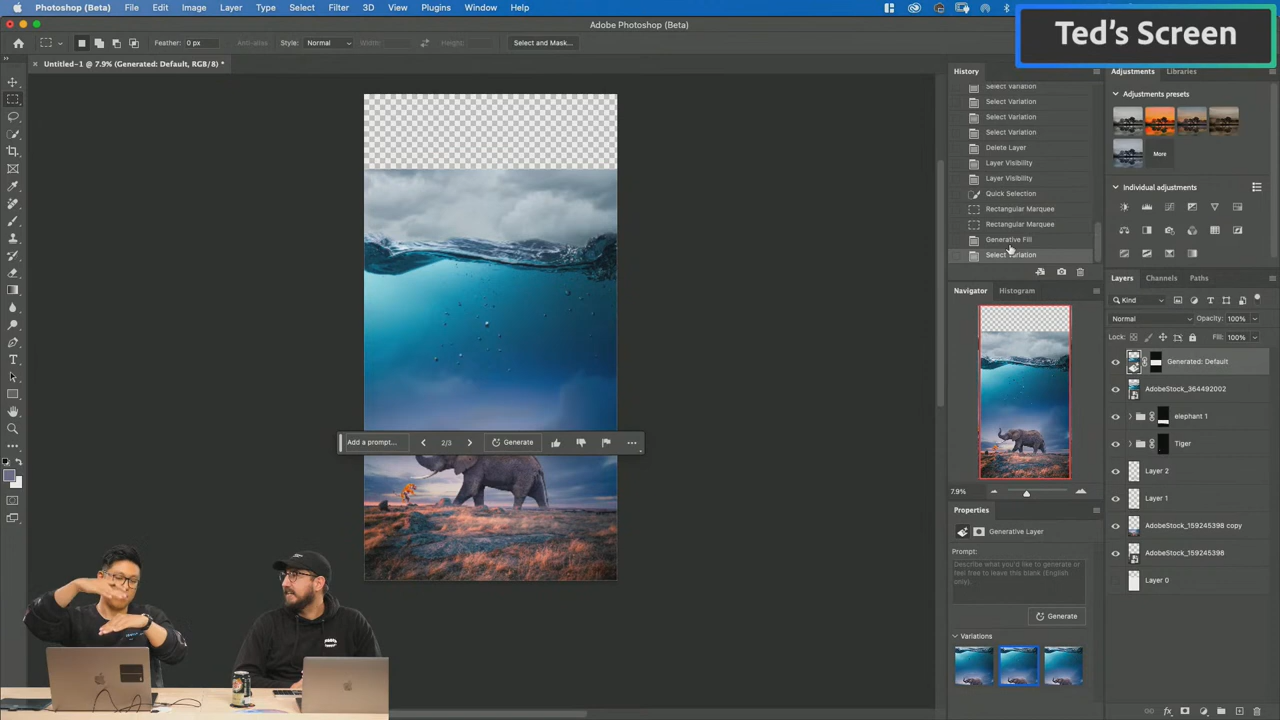 Photoshop (Beta) File Edit Image Layer Type Select Filter 3D View Plugins Window Help
Adobe Photoshop (Beta)
Ted's Screen
Feather: 0 px Anti-alias Style: Normal Width: Height: Select and Mask...
Untitled-1 @ 7.9% (Generated: Default, RGB/8) *
History
Select Variation
Select Variation
Select Variation
Select Variation
Delete Layer
Layer Visibility
Layer Visibility
Quick Selection
Rectangular Marquee
Rectangular Marquee
Generative Fill
Select Variation
Navigator Histogram
7.9%
Properties
Generative Layer
Prompt:
Describe what you'd like to generate or
feel free to leave this blank (English
only).
Generate
Variations
Adjustments Libraries
Adjustments presets
More
Individual adjustments
Layers Channels Paths
Kind
Normal Opacity: 100%
Lock: Fill: 100%
Generated: Default
AdobeStock_364492002
elephant 1
Tiger
Layer 2
Layer 1
AdobeStock_159245398 copy
AdobeStock_159245398
Layer 0
Add a prompt... 2/3 Generate